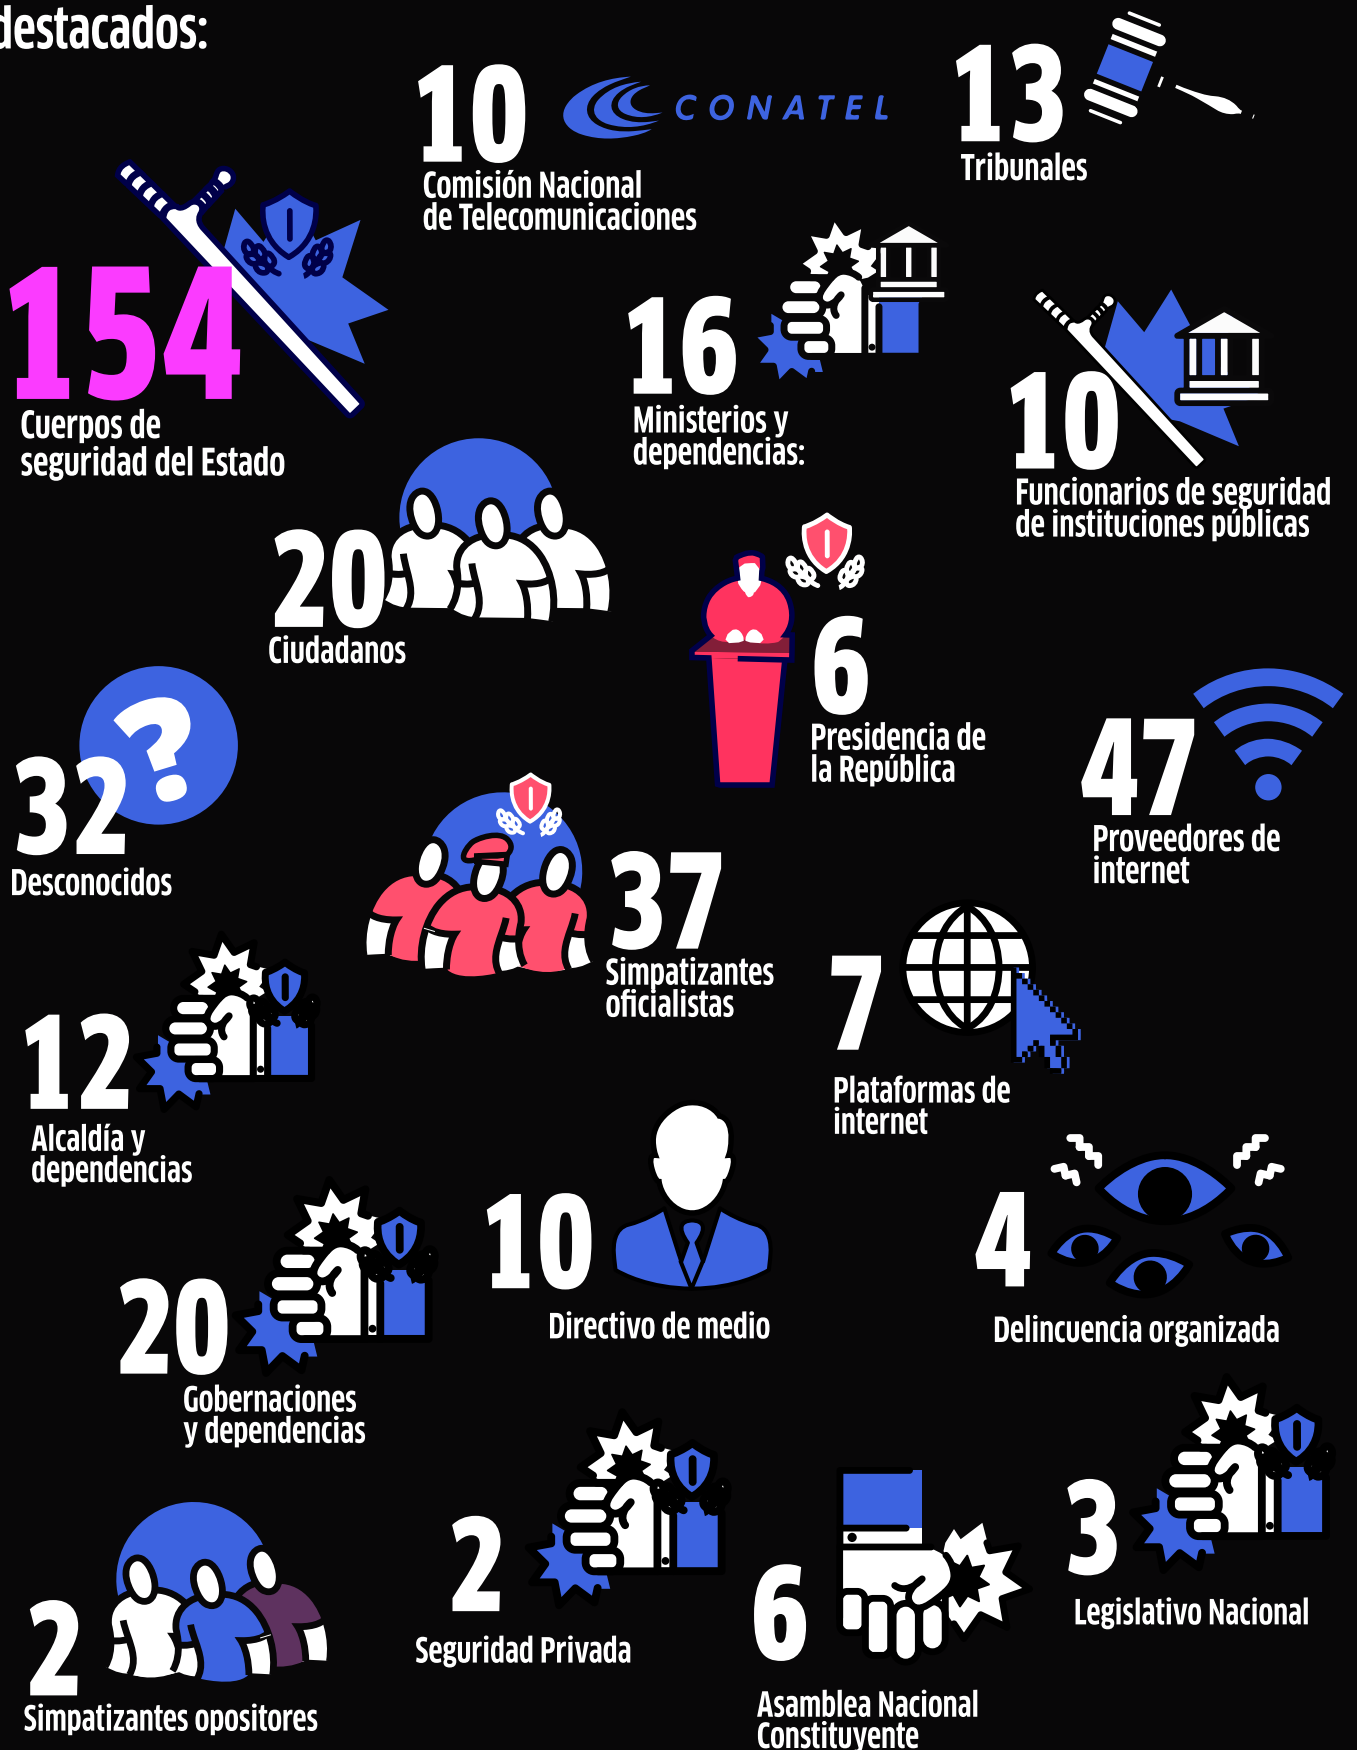 destacados:
10
CONATEL
Comisión Nacional
de Telecomunicaciones
13
Tribunales
154
Cuerpos de
seguridad del Estado
16
Ministerios y
dependencias:
10
Funcionarios de seguridad
de instituciones públicas
20
Ciudadanos
6
Presidencia de
la República
47
Proveedores de
internet
32
?
Desconocidos
37
Simpatizantes
oficialistas
7
Plataformas de
internet
12
Alcaldía y
dependencias
10
Directivo de medio
4
Delincuencia organizada
20
Gobernaciones
y dependencias
2
Seguridad Privada
3
Legislativo Nacional
2
Simpatizantes opositores
6
Asamblea Nacional
Constituyente